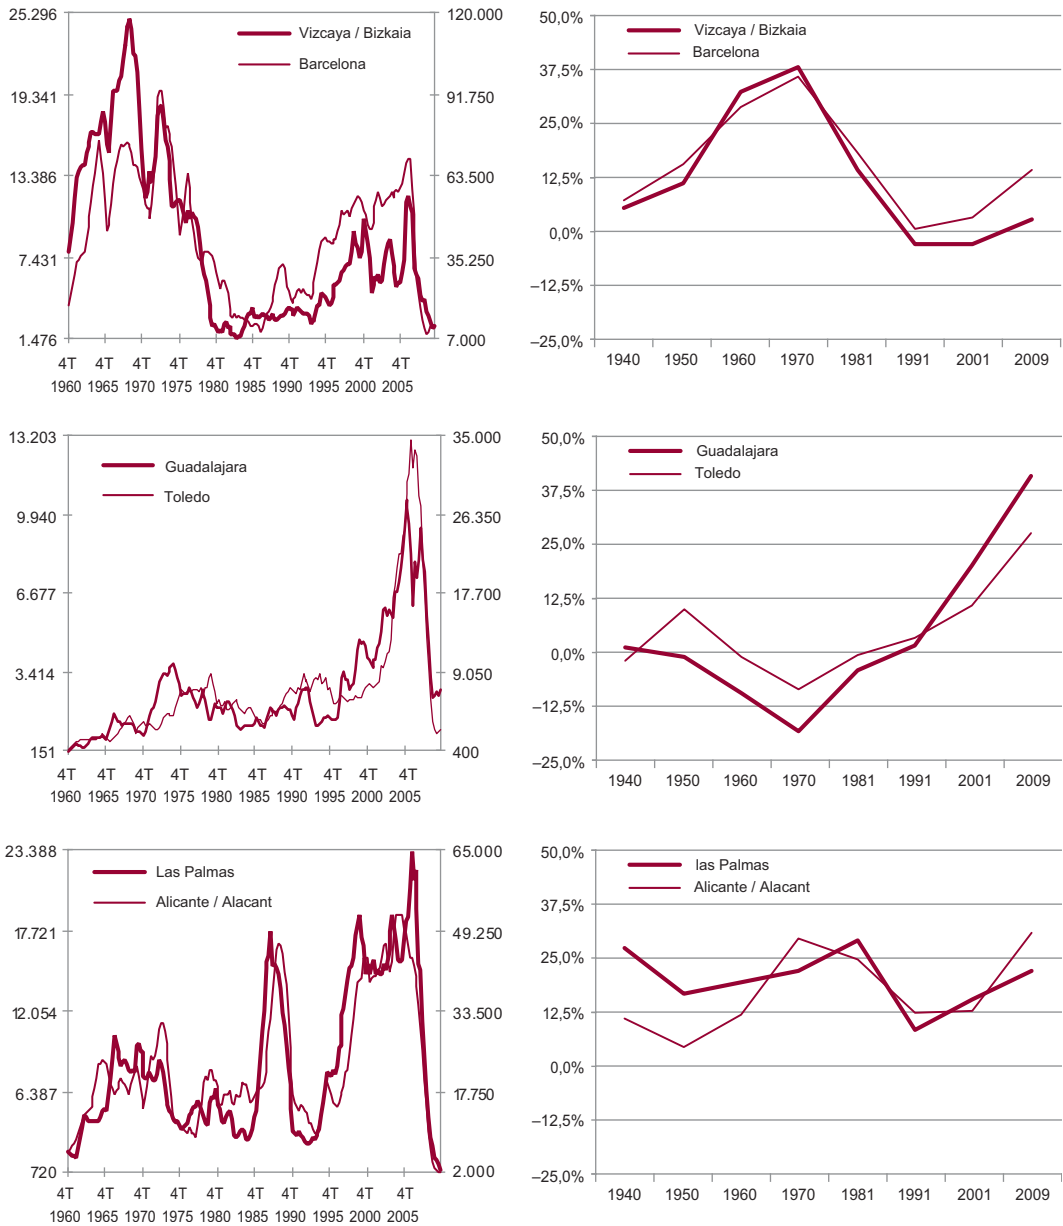 25.296 120.000
Vizcaya / Bizkaia
Barcelona
19.341 91.750
13.386 63.500
7.431 35.250
1.476 7.000
4T 4T 4T 4T 4T 4T 4T 4T 4T 4T
1960 1965 1970 1975 1980 1985 1990 1995 2000 2005
50,0%
Vizcaya / Bizkaia
Barcelona
37,5%
25,0%
12,5%
0,0%
–12,5%
–25,0%
1940 1950 1960 1970 1981 1991 2001 2009
13.203 35.000
Guadalajara
Toledo
9.940 26.350
6.677 17.700
3.414 9.050
151 400
4T 4T 4T 4T 4T 4T 4T 4T 4T 4T
1960 1965 1970 1975 1980 1985 1990 1995 2000 2005
50,0%
Guadalajara
Toledo
37,5%
25,0%
12,5%
0,0%
–12,5%
–25,0%
1940 1950 1960 1970 1981 1991 2001 2009
23.388 65.000
Las Palmas
Alicante / Alacant
17.721 49.250
12.054 33.500
6.387 17.750
720 2.000
4T 4T 4T 4T 4T 4T 4T 4T 4T 4T
1960 1965 1970 1975 1980 1985 1990 1995 2000 2005
50,0%
las Palmas
Alicante / Alacant
37,5%
25,0%
12,5%
0,0%
–12,5%
–25,0%
1940 1950 1960 1970 1981 1991 2001 2009